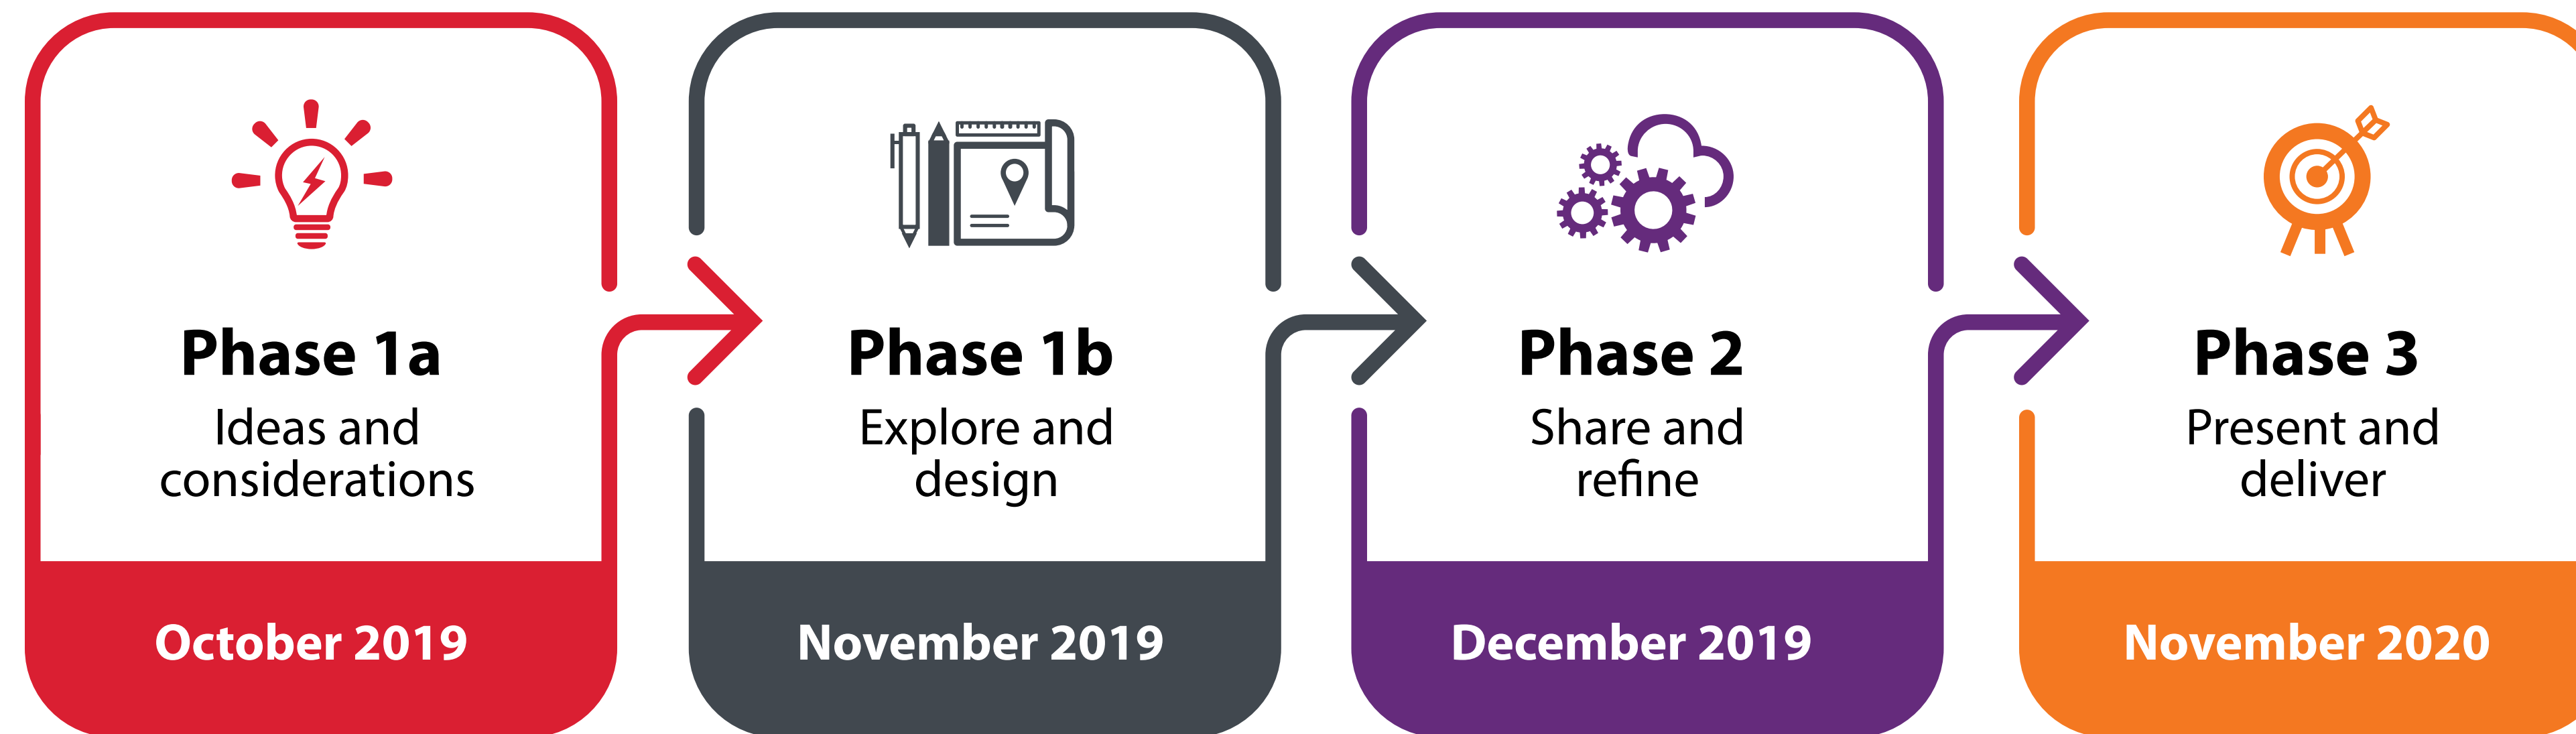 Phase 1a
Ideas and
considerations
October 2019
Phase 1b
Explore and
design
November 2019
Phase 2
Share and
refine
December 2019
Phase 3
Present and
deliver
November 2020